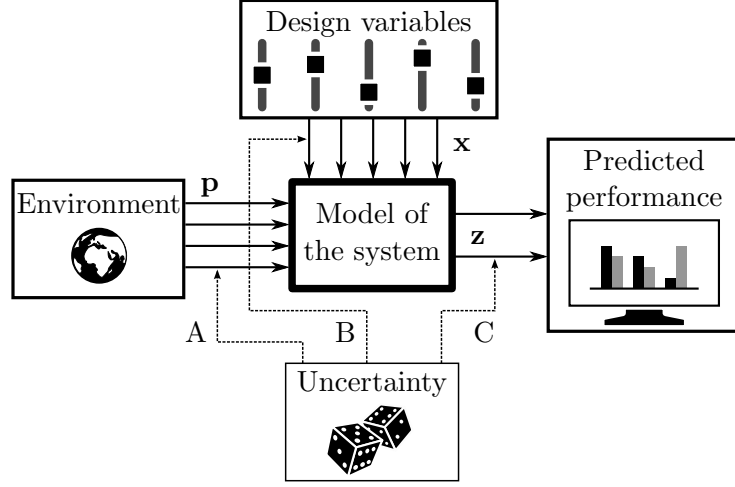 Design variables
x
p
Environment
Model of
the system
z
Predicted
performance
A
B
C
Uncertainty